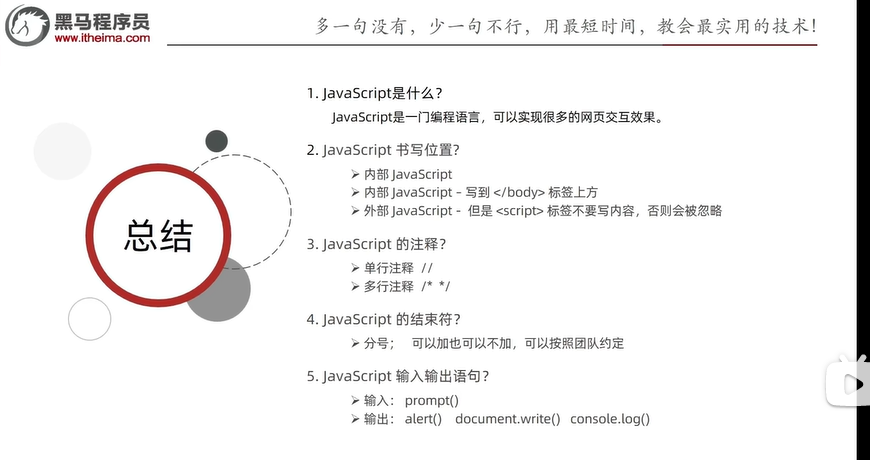 黑马程序员
www.itheima.com
多一句没有，少一句不行，用最短时间，教会最实用的技术！
总结
1. JavaScript是什么？
JavaScript是一门编程语言，可以实现很多的网页交互效果。
2. JavaScript 书写位置？
➢ 内部 JavaScript
➢ 内部 JavaScript – 写到 </body> 标签上方
➢ 外部 JavaScript - 但是 <script> 标签不要写内容，否则会被忽略
3. JavaScript 的注释？
➢ 单行注释 //
➢ 多行注释 /* */
4. JavaScript 的结束符？
➢ 分号； 可以加也可以不加，可以按照团队约定
5. JavaScript 输入输出语句？
➢ 输入： prompt()
➢ 输出： alert() document.write() console.log()